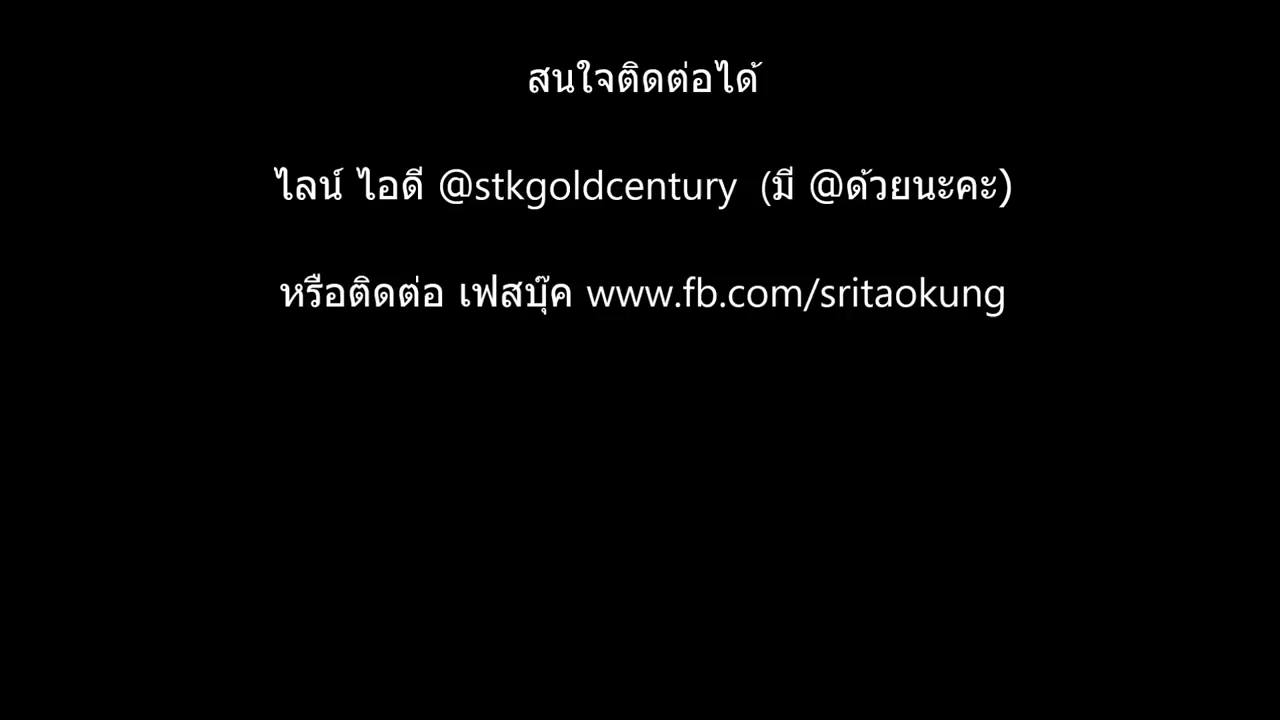 สนใจติดต่อได้
ไลน์ ไอดี @stkgoldcentury (มี @ด้วยนะคะ)
หรือติดต่อ เฟสบุ๊ค www.fb.com/sritaokung